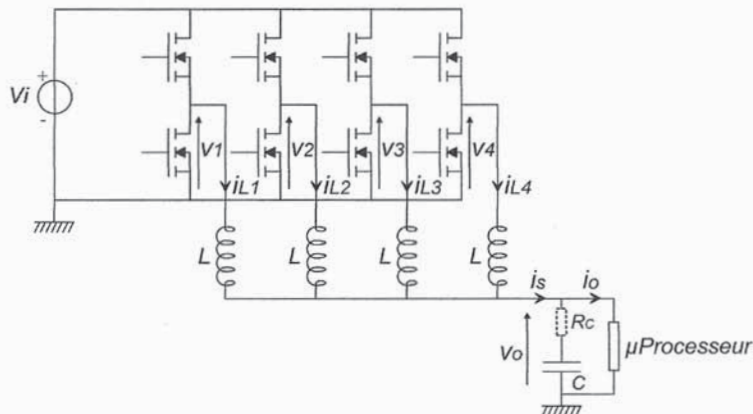 +
Vi
-
V1
V2
V3
V4
iL1
iL2
iL3
iL4
L
L
L
L
is
io
Rc
Vo
µProcesseur
C